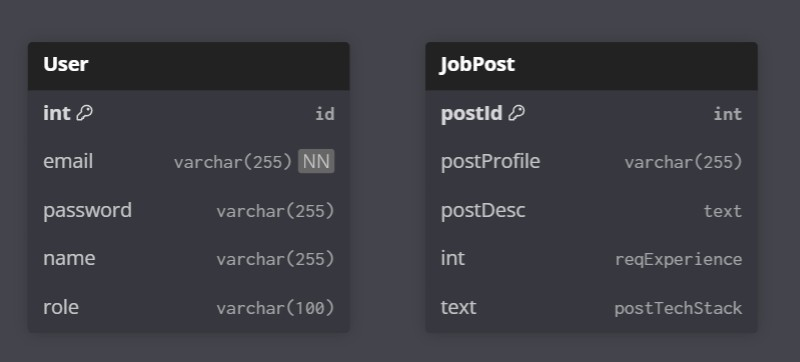 User
int id
email varchar(255) NN
password varchar(255)
name varchar(255)
role varchar(100)
JobPost
postId int
postProfile varchar(255)
postDesc text
int reqExperience
text postTechStack